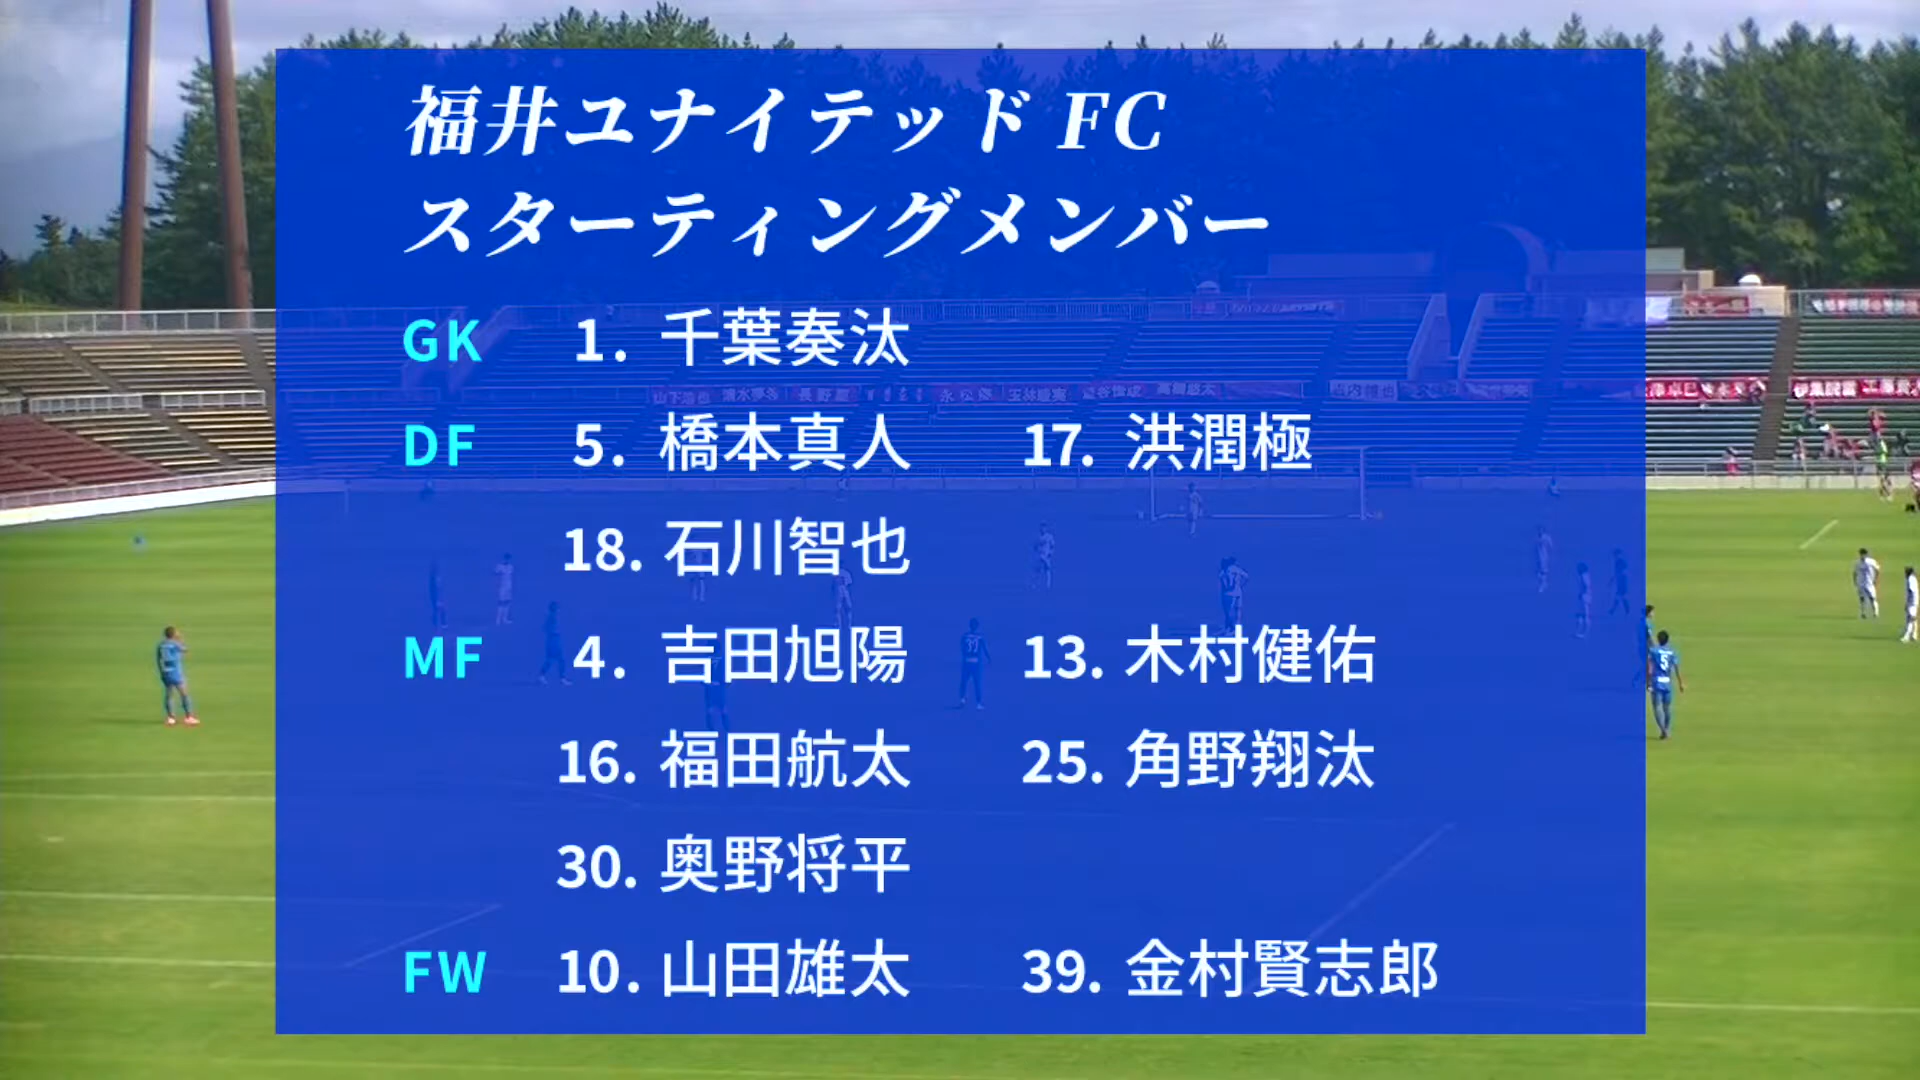 福井ユナイテッド FC
スターティングメンバー
GK 1. 千葉奏汰
DF 5. 橋本真人 17. 洪潤極
18. 石川智也
MF 4. 吉田旭陽 13. 木村健佑
16. 福田航太 25. 角野翔汰
30. 奥野将平
FW 10. 山田雄太 39. 金村賢志郎
5